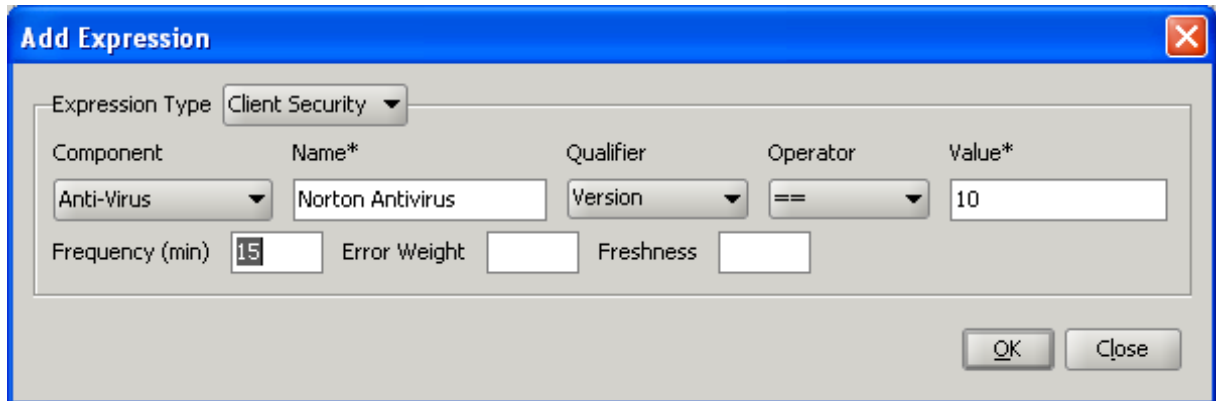 Add Expression
Expression Type Client Security
Component Name* Qualifier Operator Value*
Anti-Virus Norton Antivirus Version == 10
Frequency (min) 15 Error Weight Freshness
OK Close